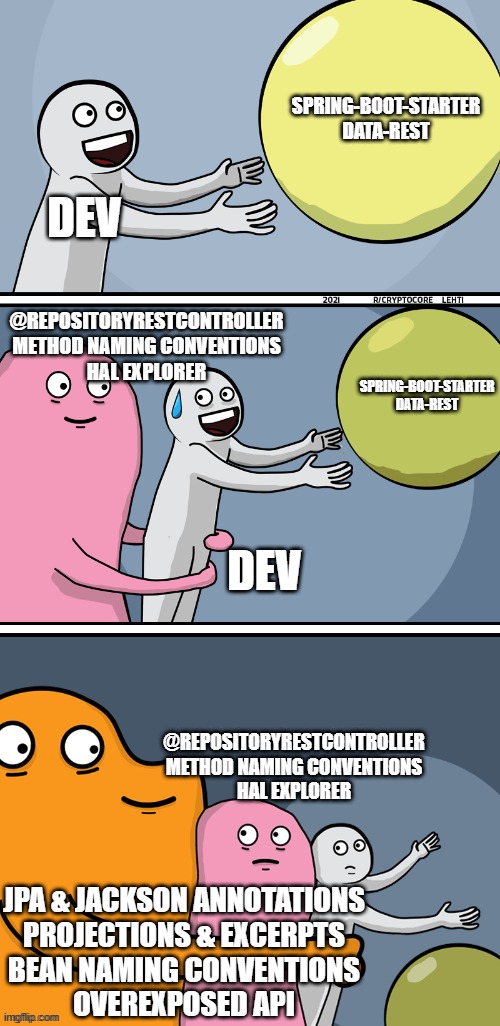 SPRING-BOOT-STARTER
DATA-REST
DEV
2021 R/CRYPTOCORE LEHTI
@REPOSITORYRESTCONTROLLER
METHOD NAMING CONVENTIONS
HAL EXPLORER
SPRING-BOOT-STARTER
DATA-REST
DEV
@REPOSITORYRESTCONTROLLER
METHOD NAMING CONVENTIONS
HAL EXPLORER
JPA & JACKSON ANNOTATIONS
PROJECTIONS & EXCERPTS
BEAN NAMING CONVENTIONS
OVEREXPOSED API
imgflip.com